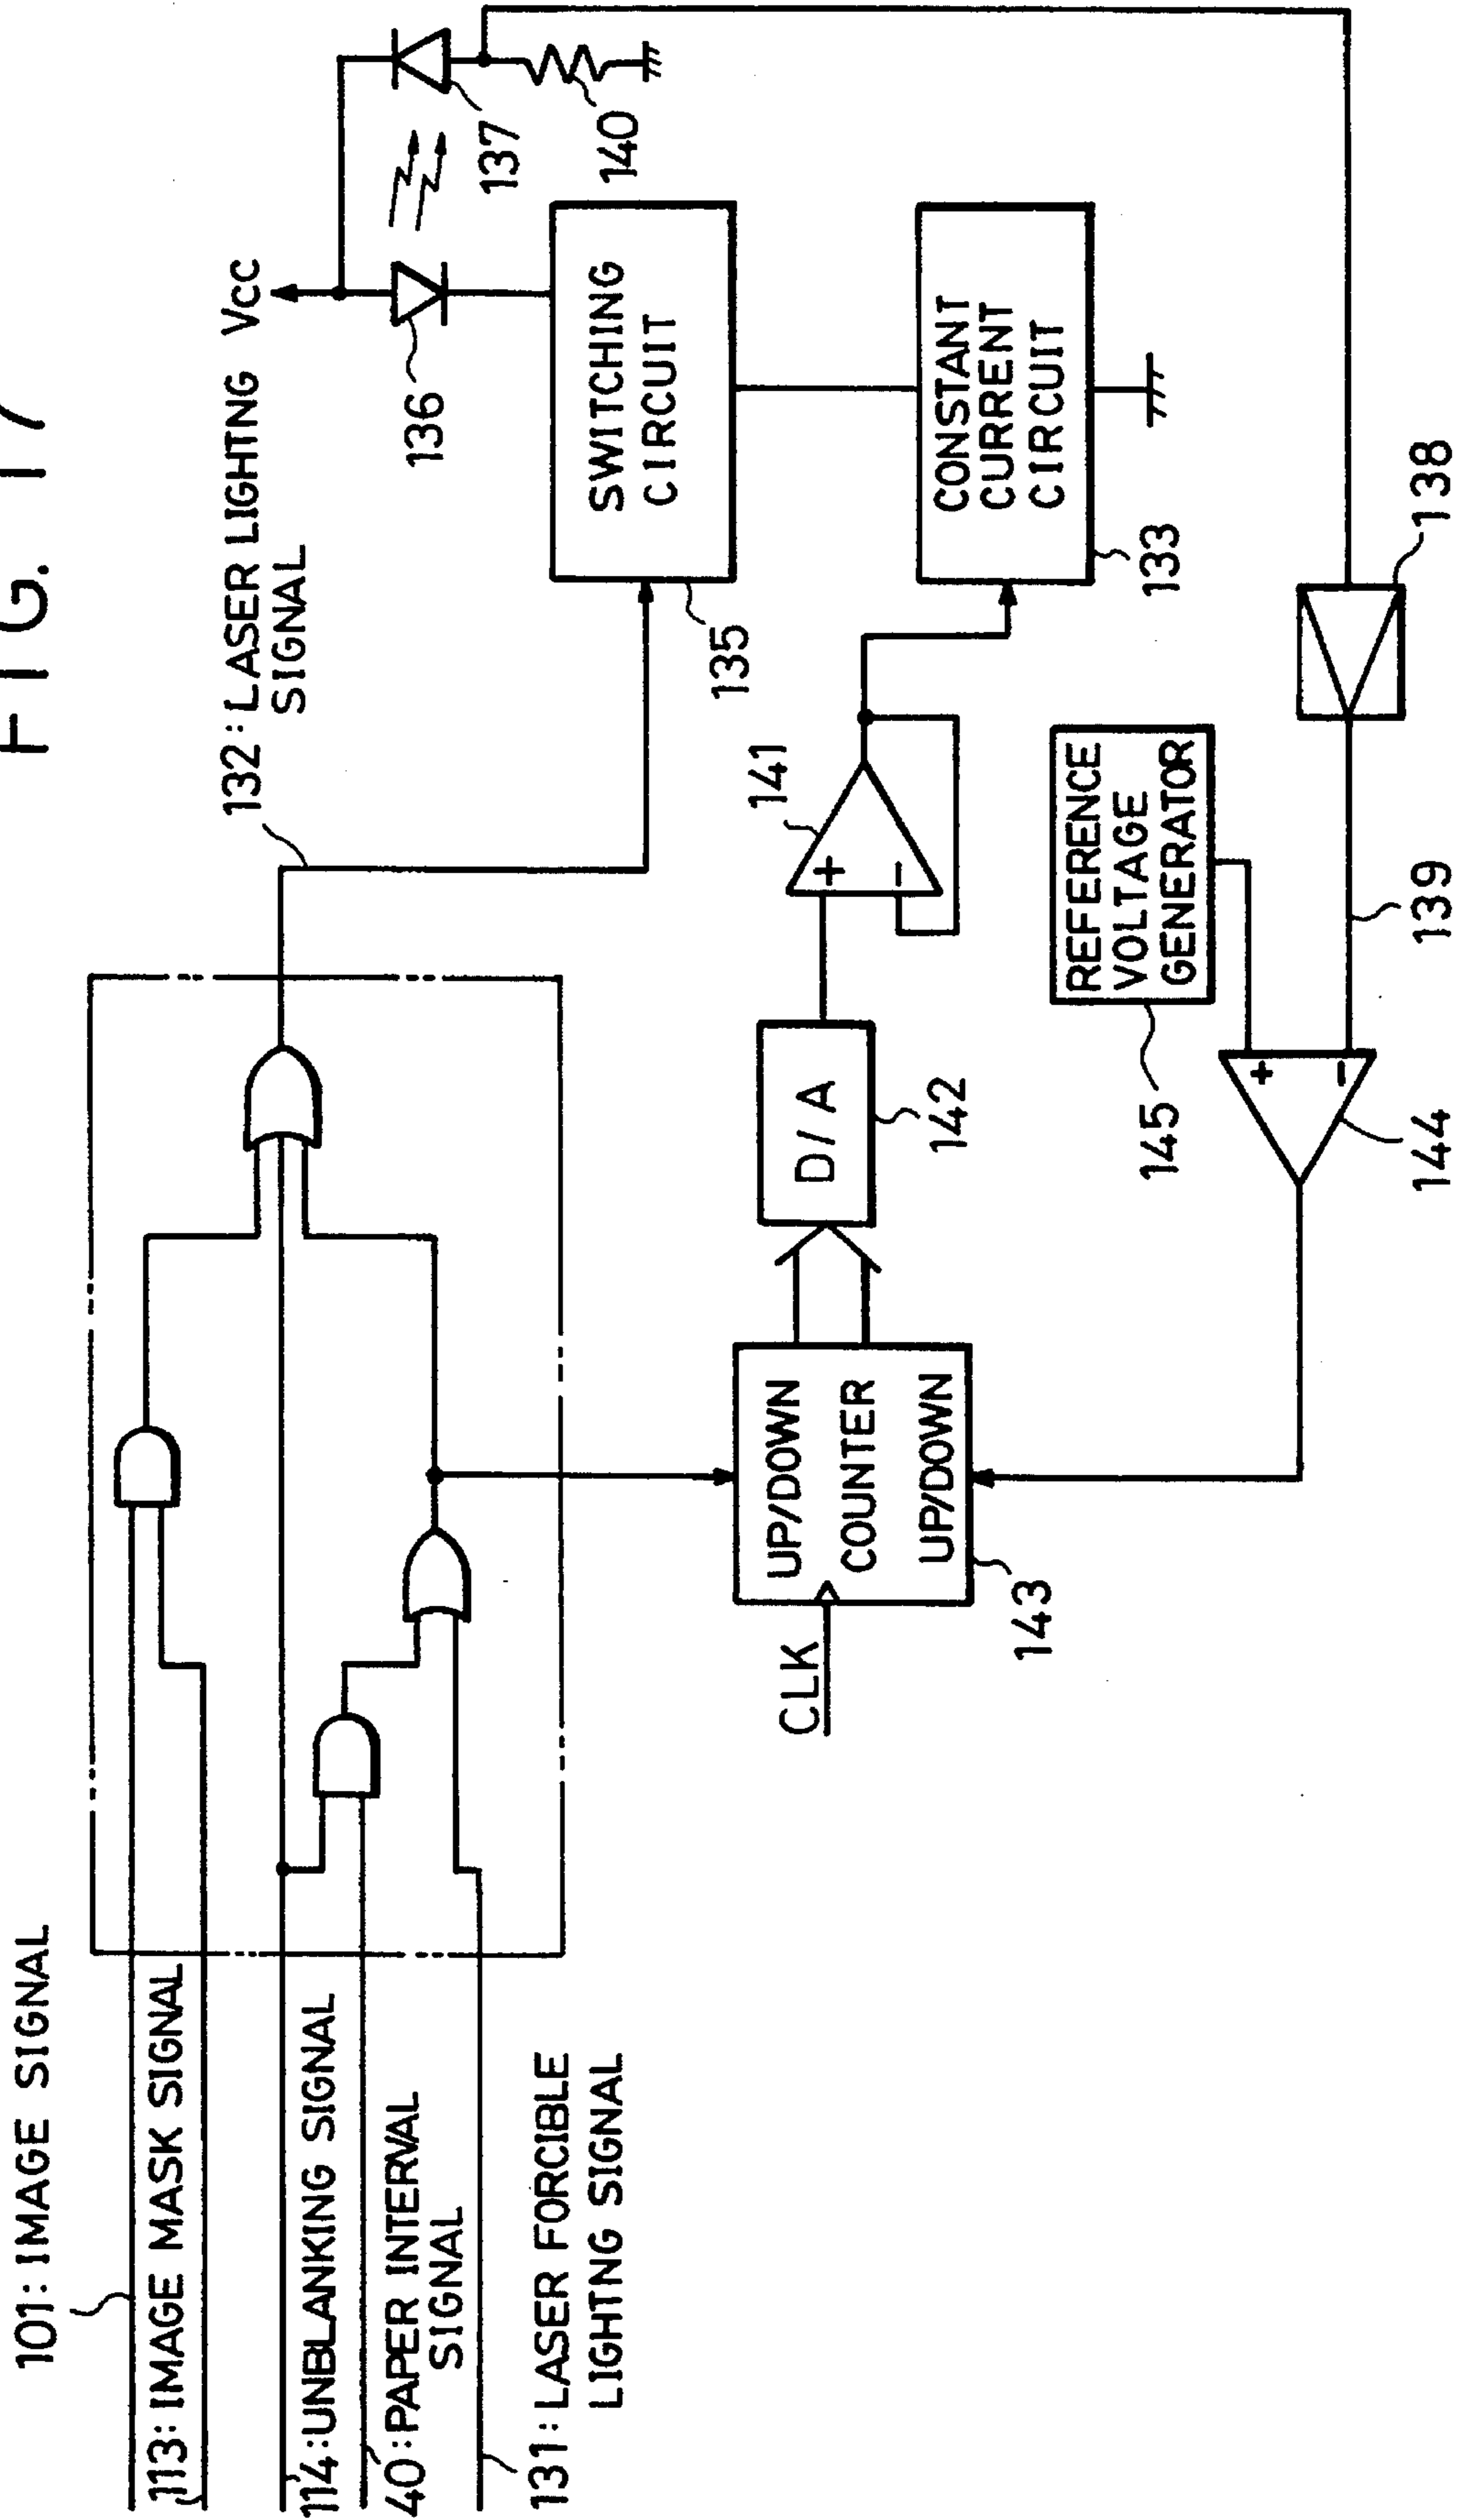 FIG. 17
101: IMAGE SIGNAL
113: IMAGE MASK SIGNAL
114: UNBLANKING SIGNAL
40: PAPER INTERVAL
SIGNAL
131: LASER FORCIBLE
LIGHTNG SIGNAL
132: LASER LIGHTING
SIGNAL
Vcc
136
137
140
SWITCHING
CIRCUIT
135
CONSTANT
CURRENT
CIRCUIT
133
141
+
-
D/A
142
CLK
UP/DOWN
COUNTER
UP/DOWN
143
REFERENCE
VOLTAGE
GENERATOR
145
+
-
144
139
138